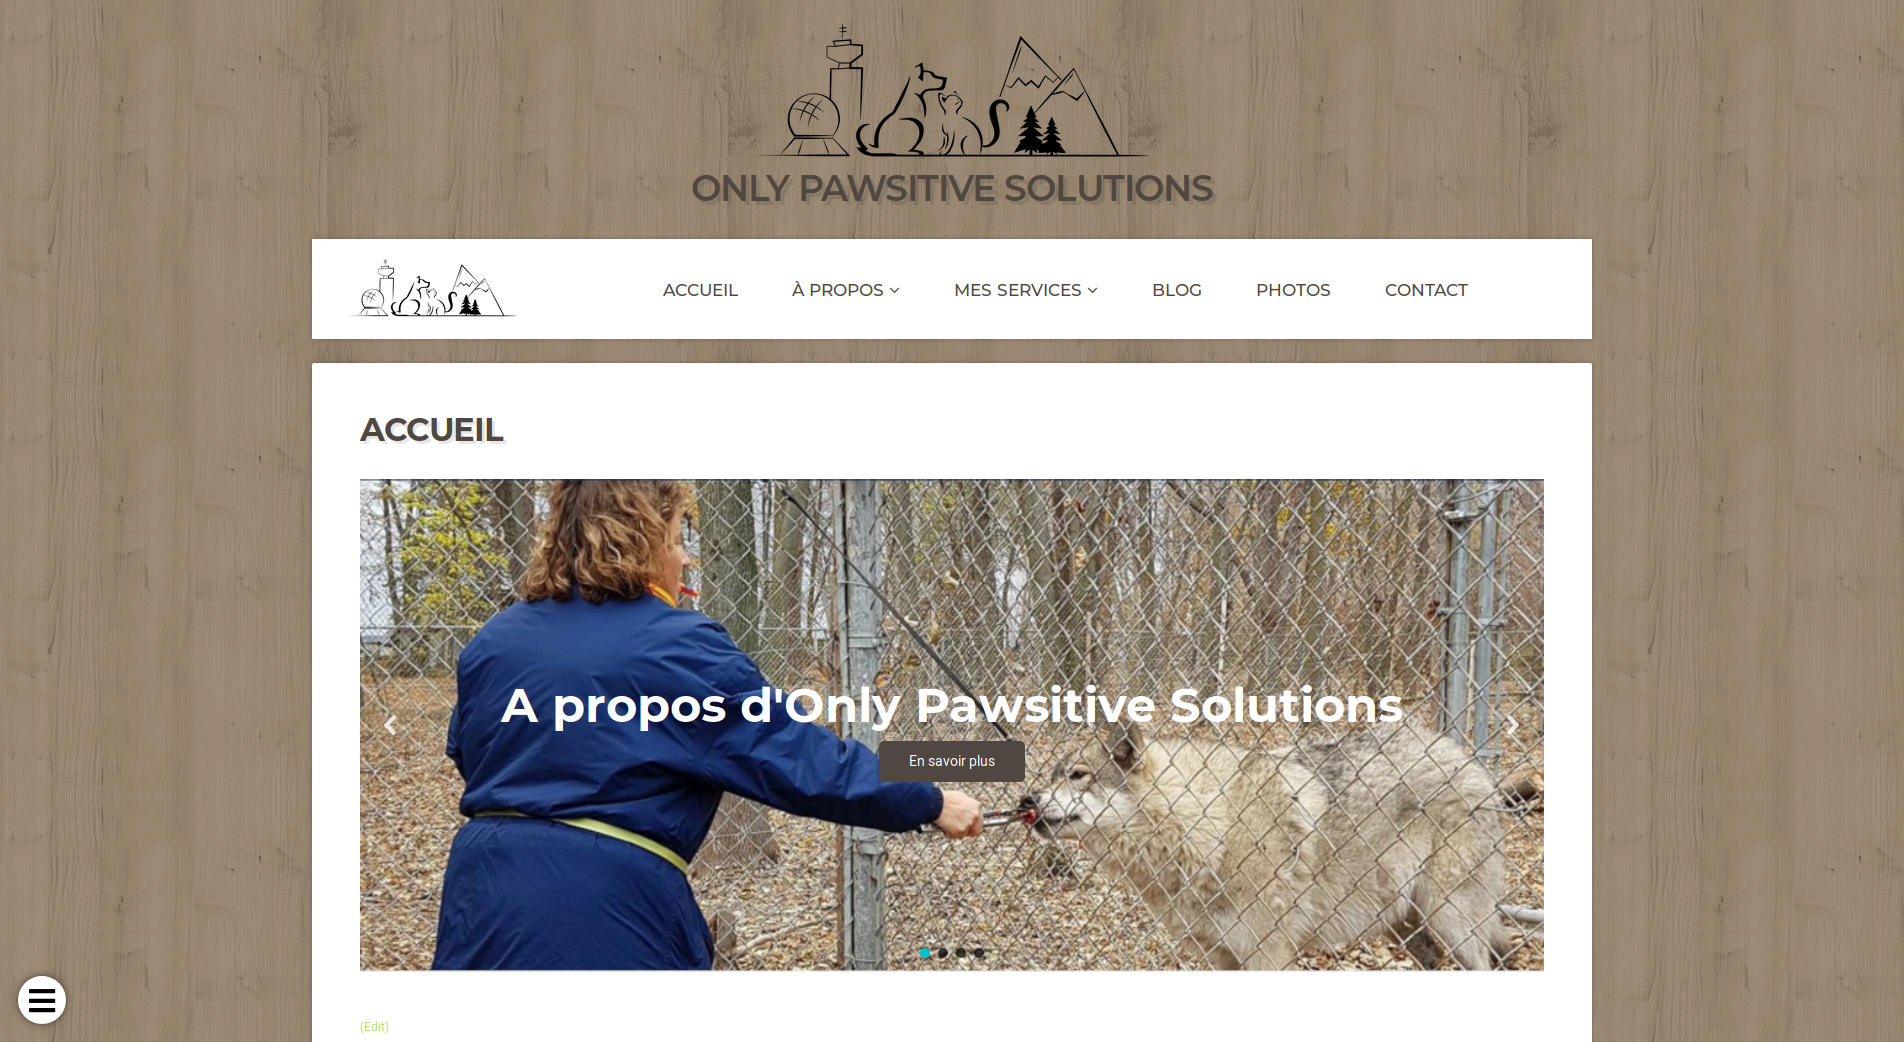 ONLY PAWSITIVE SOLUTIONS
ACCUEIL À PROPOS MES SERVICES BLOG PHOTOS CONTACT
ACCUEIL
A propos d'Only Pawsitive Solutions
En savoir plus
(Edit)